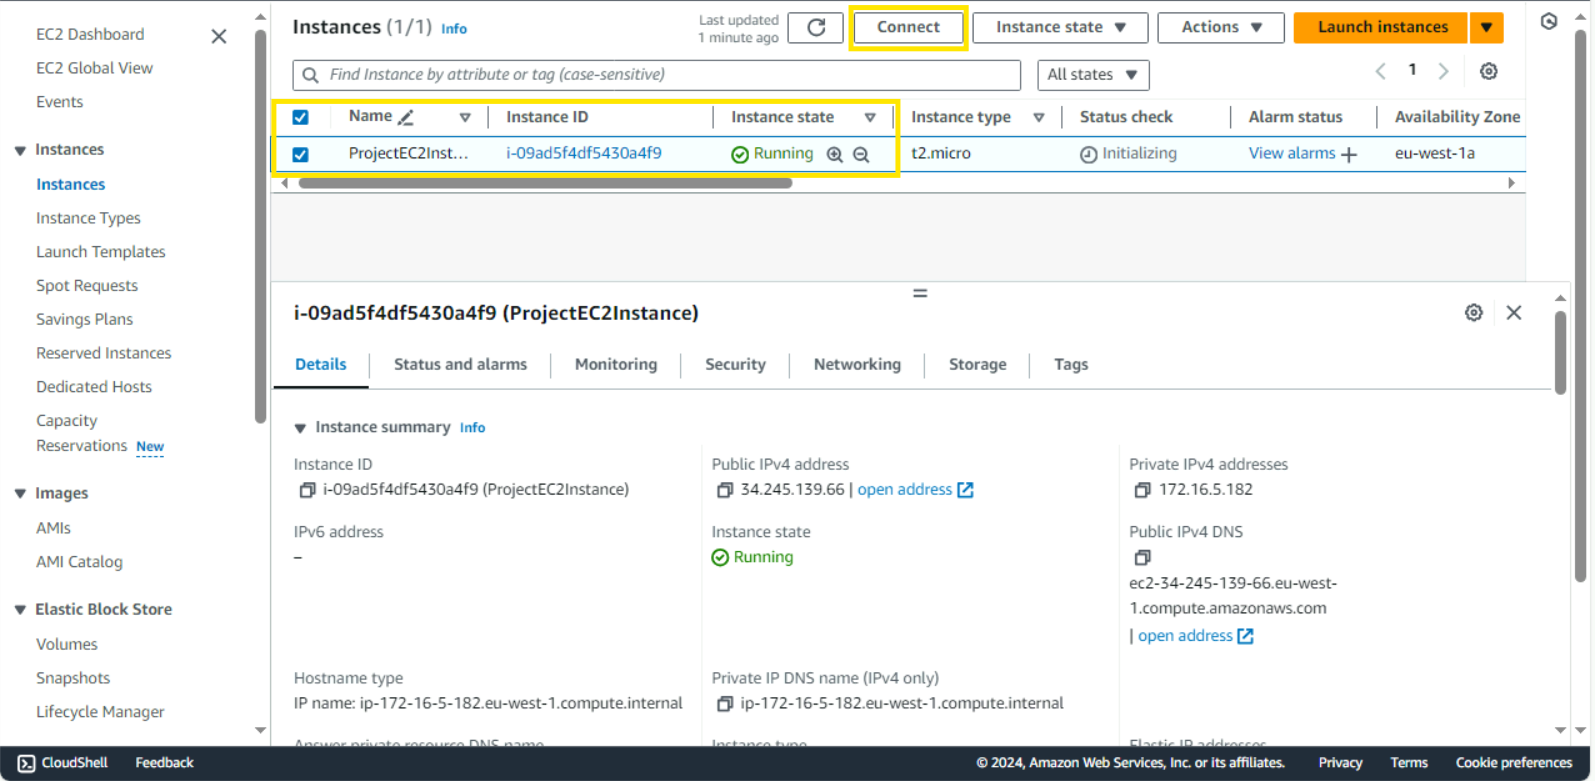 EC2 Dashboard
EC2 Global View
Events
Instances
Instances
Instance Types
Launch Templates
Spot Requests
Savings Plans
Reserved Instances
Dedicated Hosts
Capacity
Reservations New
Images
AMIs
AMI Catalog
Elastic Block Store
Volumes
Snapshots
Lifecycle Manager
Instances (1/1) Info
Last updated
1 minute ago
Connect
Instance state
Actions
Launch instances
Find Instance by attribute or tag (case-sensitive)
All states
1
Name Instance ID Instance state Instance type Status check Alarm status Availability Zone
ProjectEC2Inst... i-09ad5f4df5430a4f9 Running t2.micro Initializing View alarms + eu-west-1a
i-09ad5f4df5430a4f9 (ProjectEC2Instance)
Details Status and alarms Monitoring Security Networking Storage Tags
Instance summary Info
Instance ID
i-09ad5f4df5430a4f9 (ProjectEC2Instance)
Public IPv4 address
34.245.139.66 | open address
Private IPv4 addresses
172.16.5.182
IPv6 address
–
Instance state
Running
Public IPv4 DNS
ec2-34-245-139-66.eu-west-
1.compute.amazonaws.com
| open address
Hostname type
IP name: ip-172-16-5-182.eu-west-1.compute.internal
Private IP DNS name (IPv4 only)
ip-172-16-5-182.eu-west-1.compute.internal
Answer private resource DNS name
Instance type
Elastic IP addresses
CloudShell Feedback © 2024, Amazon Web Services, Inc. or its affiliates. Privacy Terms Cookie preferences